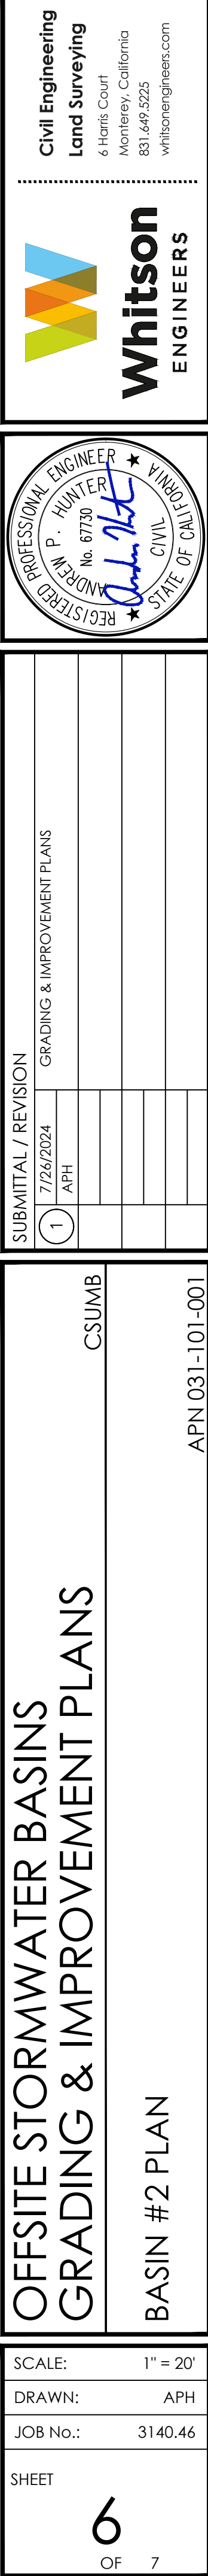 Civil Engineering
Land Surveying
6 Harris Court
Monterey, California
831.649.5225
whitsonengineers.com
Whitson
ENGINEERS
REGISTERED PROFESSIONAL ENGINEER
ANDREW P. HUNTER
No. 67730
CIVIL
STATE OF CALIFORNIA
SUBMITTAL / REVISION
1
7/26/2024
APH
GRADING & IMPROVEMENT PLANS
OFFSITE STORMWATER BASINS
GRADING & IMPROVEMENT PLANS
CSUMB
BASIN #2 PLAN
APN 031-101-001
SCALE: 1" = 20'
DRAWN: APH
JOB No.: 3140.46
SHEET
6
OF 7